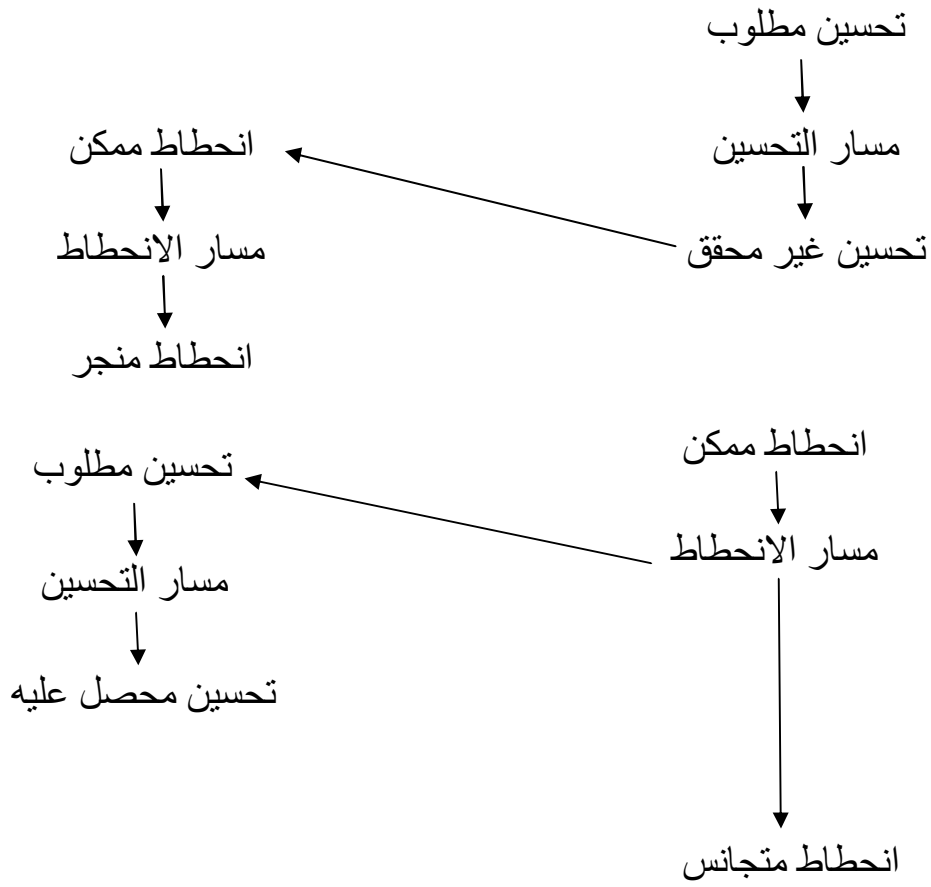 تحسين مطلوب
مسار التحسين
تحسين غير محقق
انحطاط ممكن
مسار الانحطاط
انحطاط منجر
انحطاط ممكن
مسار الانحطاط
انحطاط متجانس
تحسين مطلوب
مسار التحسين
تحسين محصل عليه